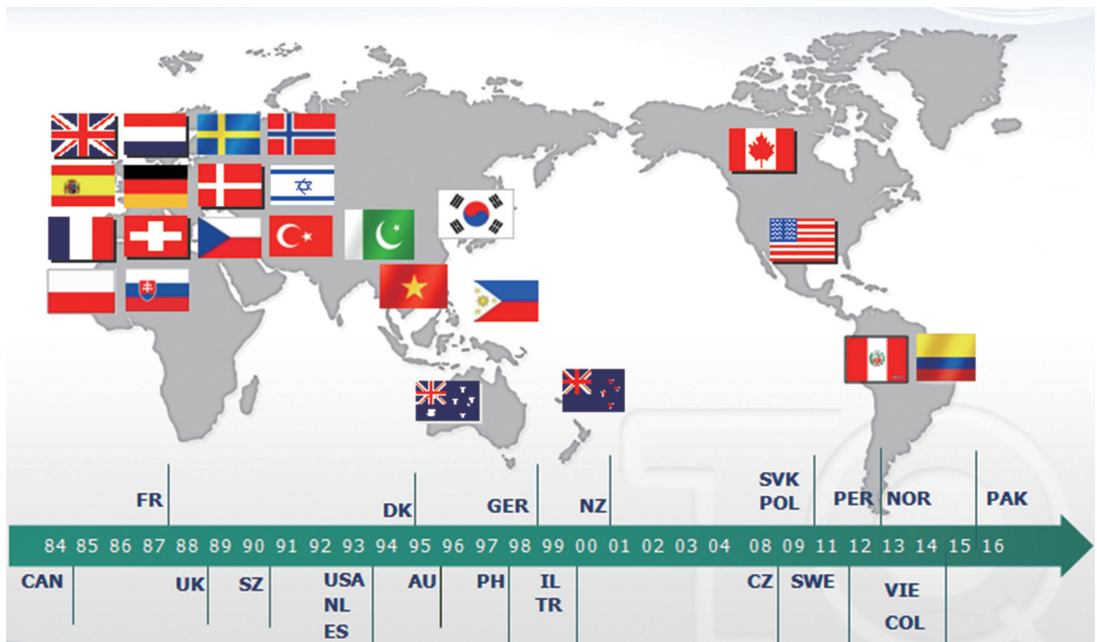 FR
DK
GER
NZ
SVK
POL
PER
NOR
PAK
84 85 86 87 88 89 90 91 92 93 94 95 96 97 98 99 00 01 02 03 04 08 09 11 12 13 14 15 16
CAN
UK
SZ
USA
NL
ES
AU
PH
IL
TR
CZ
SWE
VIE
COL